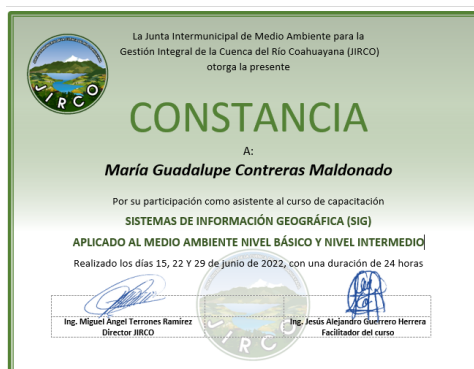 La Junta Intermunicipal de Medio Ambiente para la
Gestión Integral de la Cuenca del Río Coahuayana (JIRCO)
otorga la presente
JIRCO
CONSTANCIA
A:
María Guadalupe Contreras Maldonado
Por su participación como asistente al curso de capacitación
SISTEMAS DE INFORMACIÓN GEOGRÁFICA (SIG)
APLICADO AL MEDIO AMBIENTE NIVEL BÁSICO Y NIVEL INTERMEDIO
Realizado los días 15, 22 Y 29 de junio de 2022, con una duración de 24 horas
Ing. Miguel Ángel Terrones Ramírez
Director JIRCO
Ing. Jesús Alejandro Guerrero Herrera
Facilitador del curso
JIRCO